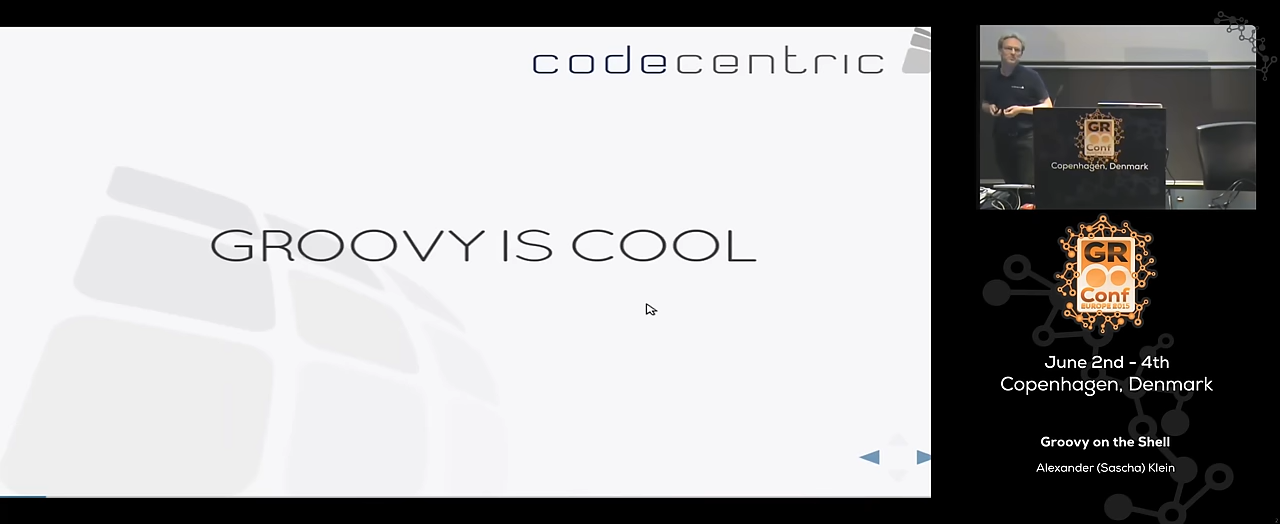 codecentric
GROOVY IS COOL
GR
Conf
Copenhagen, Denmark
GR
Conf
EUROPE 2015
June 2nd - 4th
Copenhagen, Denmark
Groovy on the Shell
Alexander (Sascha) Klein